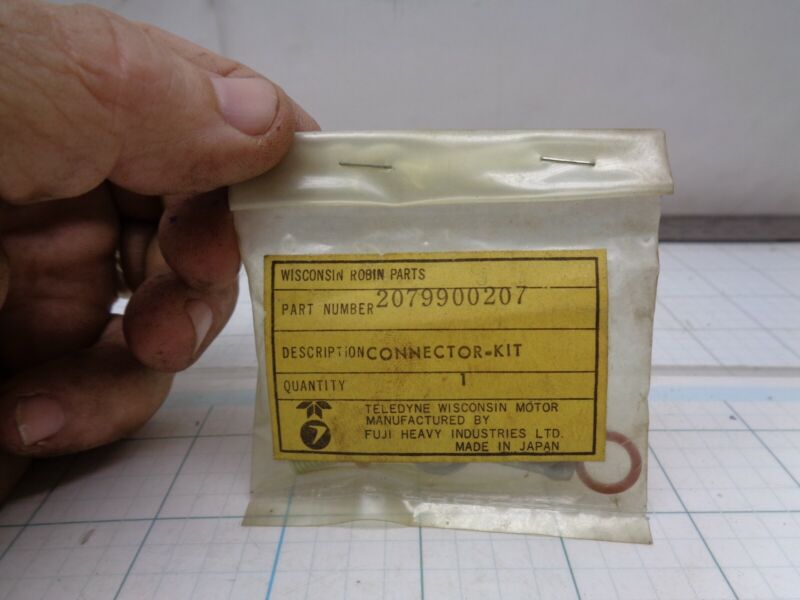 WISCONSIN ROBIN PARTS
PART NUMBER 2079900207
DESCRIPTION CONNECTOR-KIT
QUANTITY 1
TELEDYNE WISCONSIN MOTOR
MANUFACTURED BY
FUJI HEAVY INDUSTRIES LTD.
MADE IN JAPAN